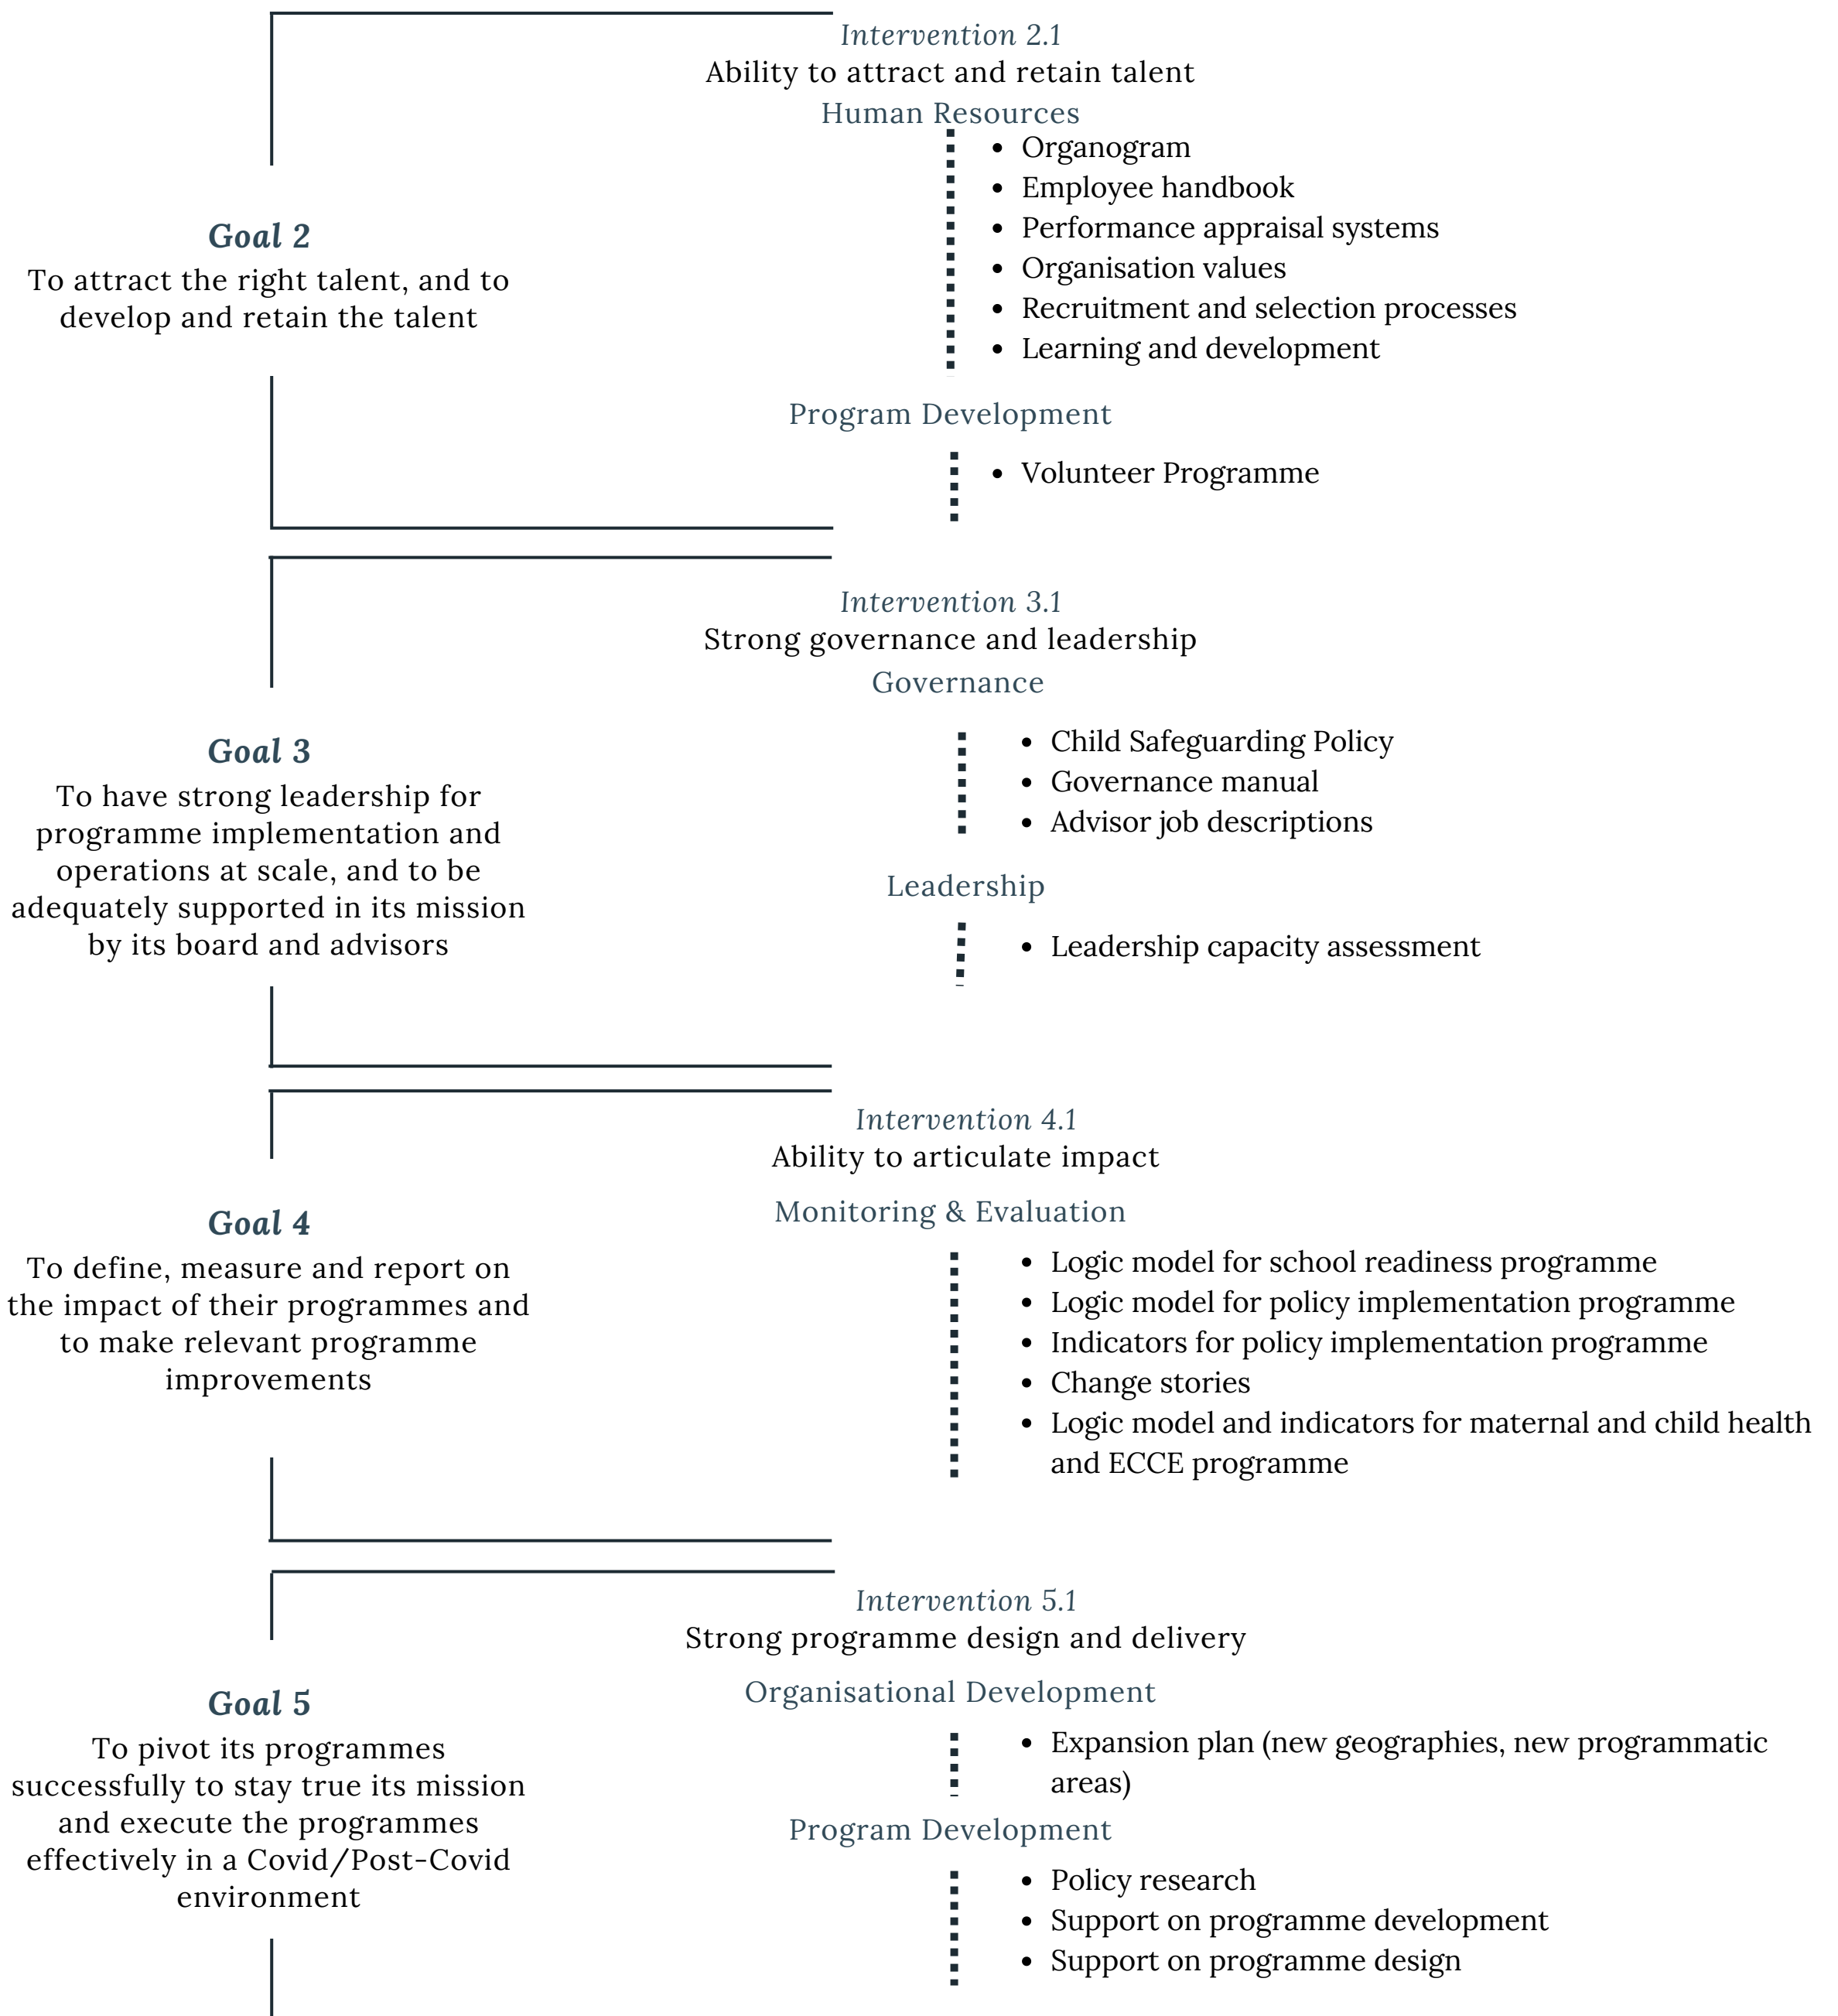 Intervention 2.1
Ability to attract and retain talent
Human Resources
• Organogram
• Employee handbook
• Performance appraisal systems
• Organisation values
• Recruitment and selection processes
• Learning and development
Goal 2
To attract the right talent, and to
develop and retain the talent
Program Development
• Volunteer Programme
Intervention 3.1
Strong governance and leadership
Governance
• Child Safeguarding Policy
• Governance manual
• Advisor job descriptions
Goal 3
To have strong leadership for
programme implementation and
operations at scale, and to be
adequately supported in its mission
by its board and advisors
Leadership
• Leadership capacity assessment
Intervention 4.1
Ability to articulate impact
Monitoring & Evaluation
• Logic model for school readiness programme
• Logic model for policy implementation programme
• Indicators for policy implementation programme
• Change stories
• Logic model and indicators for maternal and child health
and ECCE programme
Goal 4
To define, measure and report on
the impact of their programmes and
to make relevant programme
improvements
Intervention 5.1
Strong programme design and delivery
Organisational Development
• Expansion plan (new geographies, new programmatic
areas)
Goal 5
To pivot its programmes
successfully to stay true its mission
and execute the programmes
effectively in a Covid/Post-Covid
environment
Program Development
• Policy research
• Support on programme development
• Support on programme design